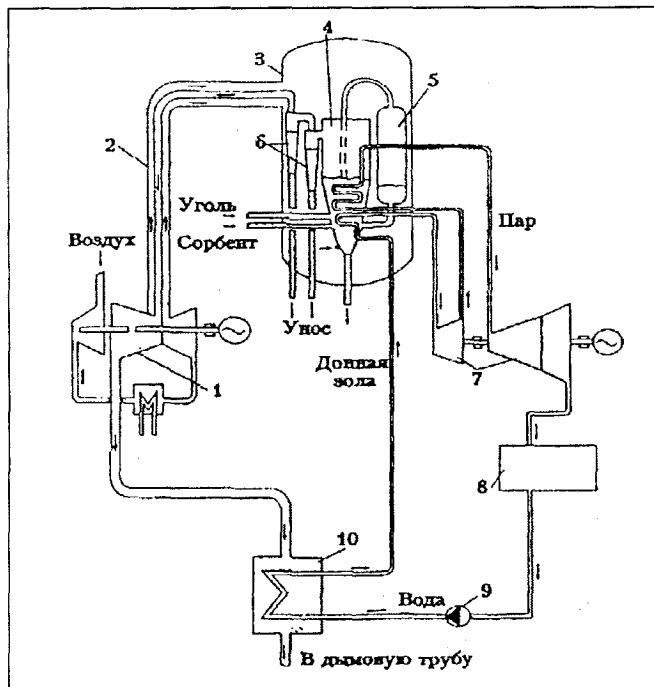 4
3
5
2
6
Уголь
Сорбент
Воздух
Пар
Унос
Донная
зола
1
7
8
10
9
Вода
В дымовую трубу